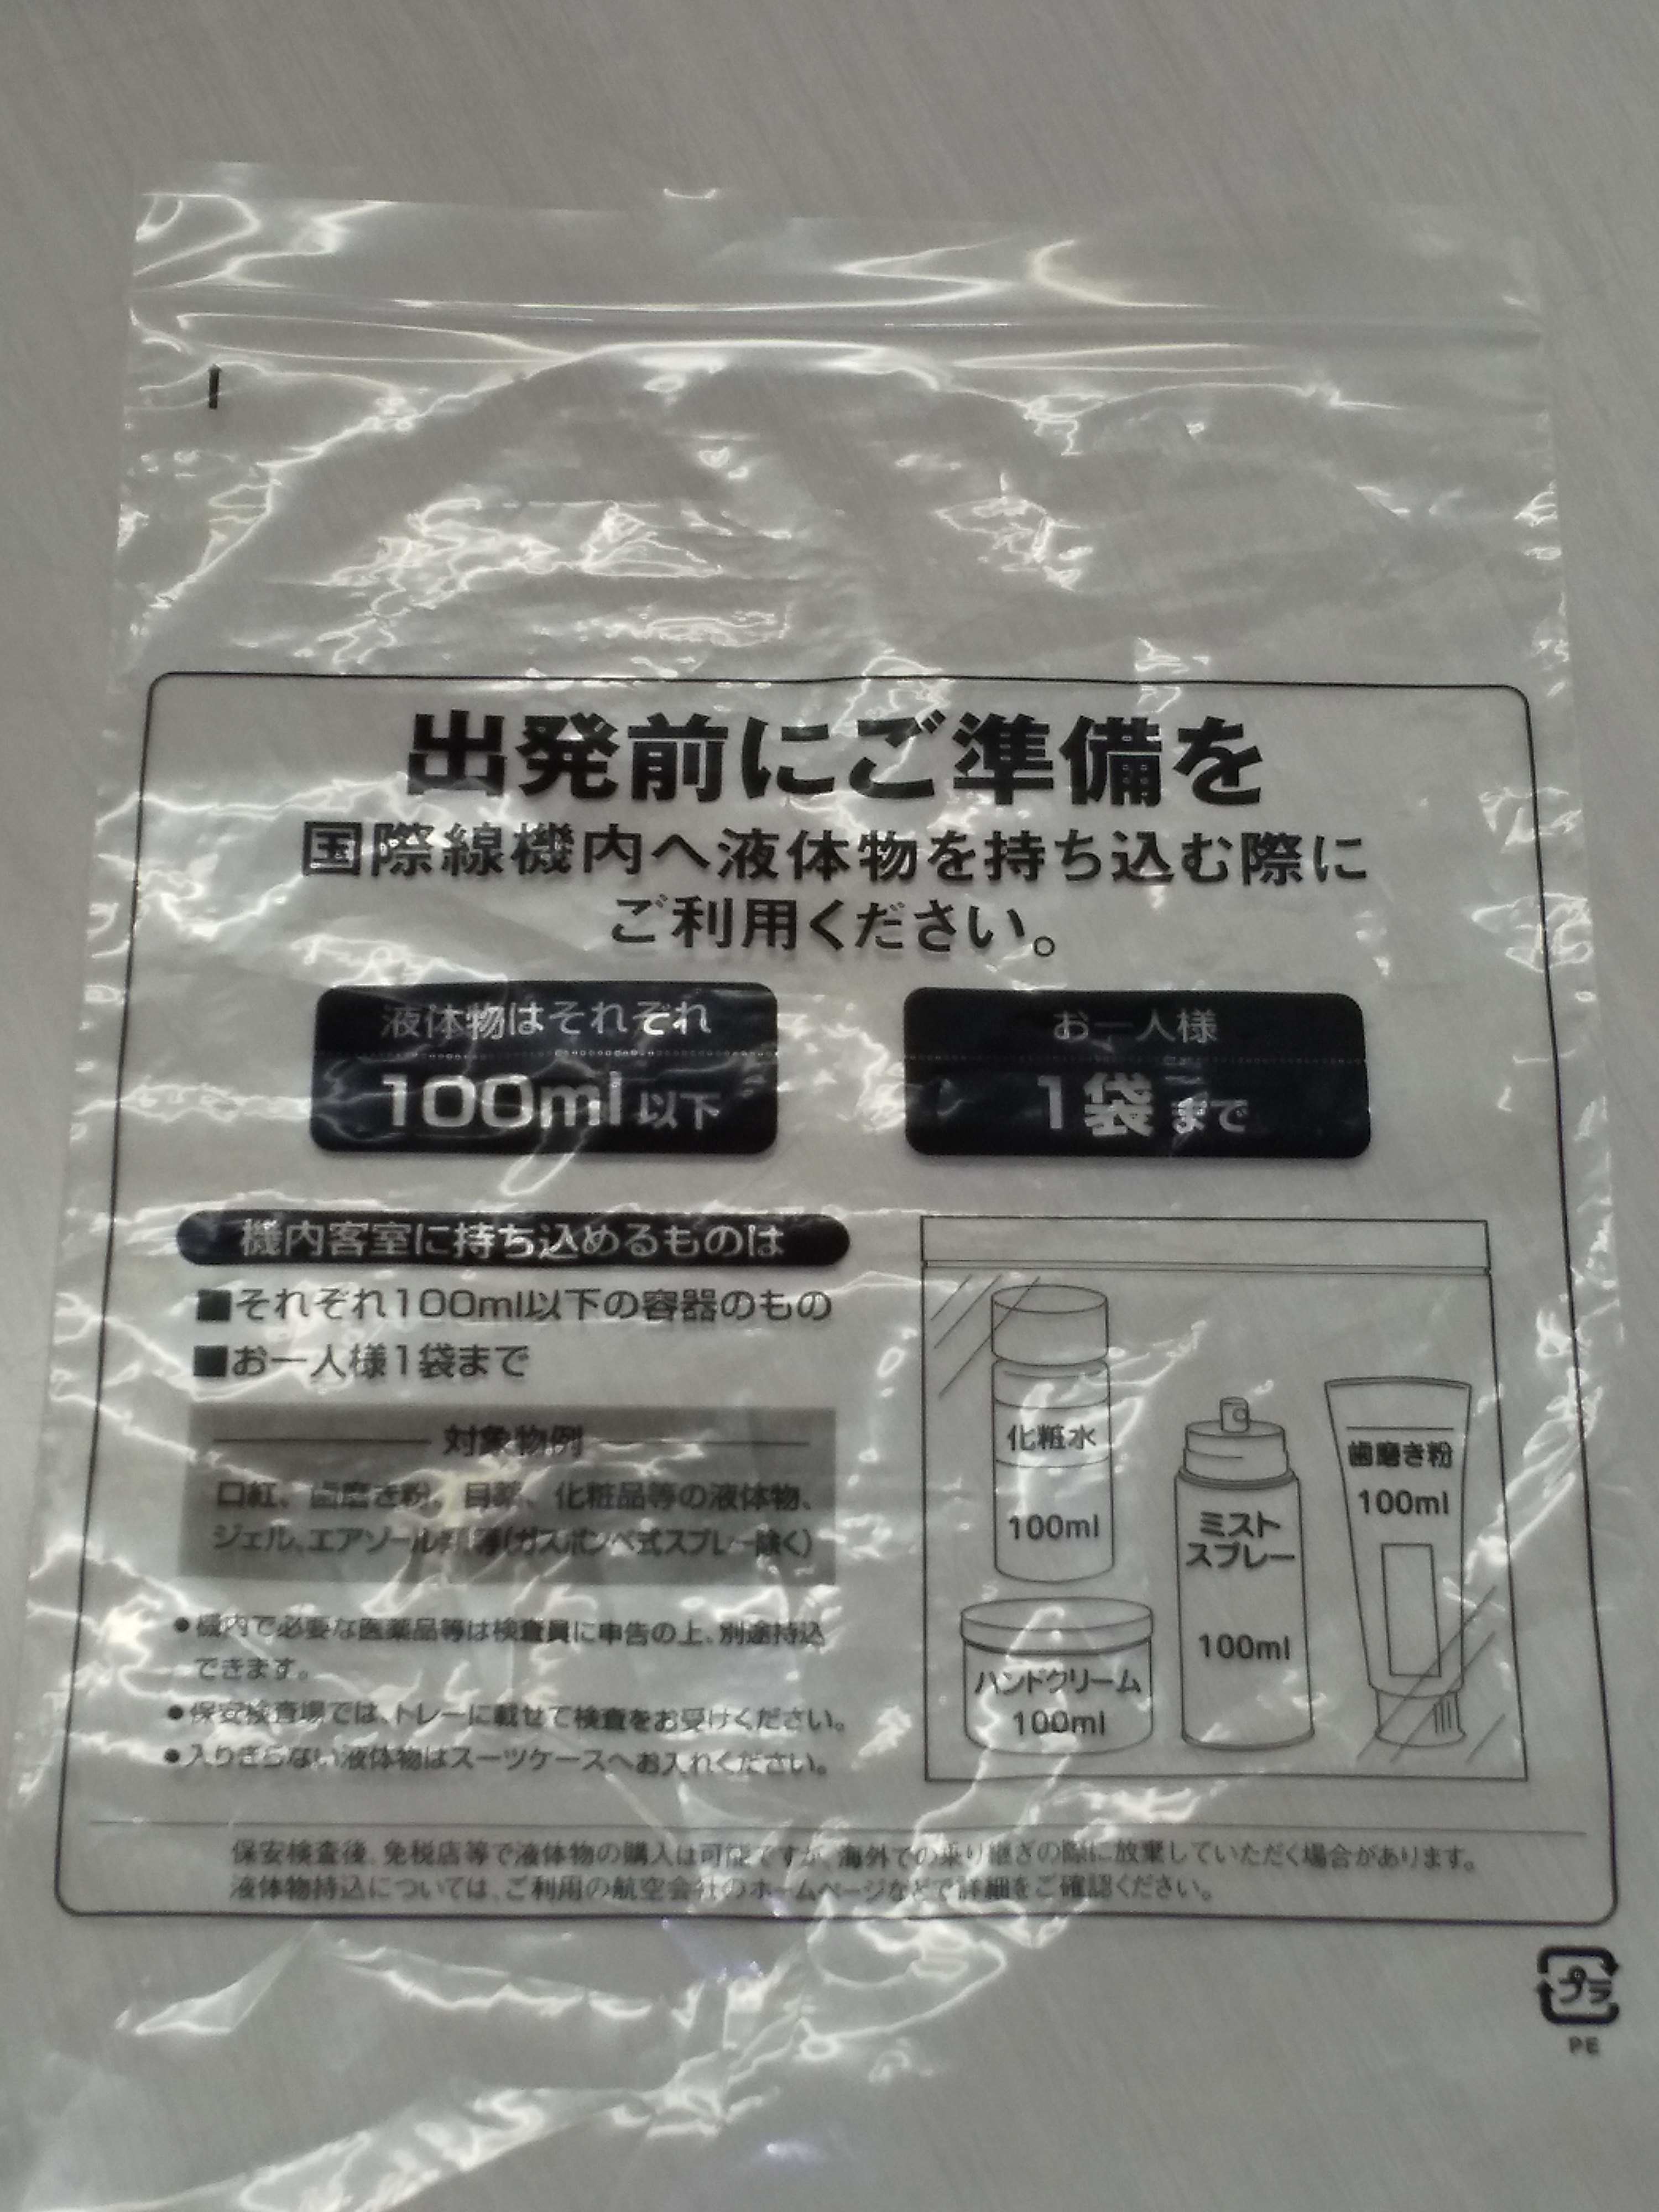 出発前にご準備を
国際線機内へ液体物を持ち込む際に
ご利用ください。
液体物はそれぞれ
100ml以下
お一人様
1袋まで
機内客室に持ち込めるものは
■それぞれ100ml以下の容器のもの
■お一人様1袋まで
対象物例
口紅、歯磨き粉、目薬、化粧品等の液体物、
ジェル、エアゾール類等(ガスボンベ式スプレー除く)
●機内で必要な医薬品等は検査員に申告の上、別途持込
できます。
●保安検査場では、トレーに載せて検査をお受けください。
●入りきらない液体物はスーツケースへお入れください。
化粧水
100ml
ミスト
スプレー
100ml
歯磨き粉
100ml
ハンドクリーム
100ml
保安検査後、免税店等で液体物の購入は可能ですが、海外での乗り継ぎの際に放棄していただく場合があります。
液体物持込については、ご利用の航空会社のホームページなどで詳細をご確認ください。
プラ
PE